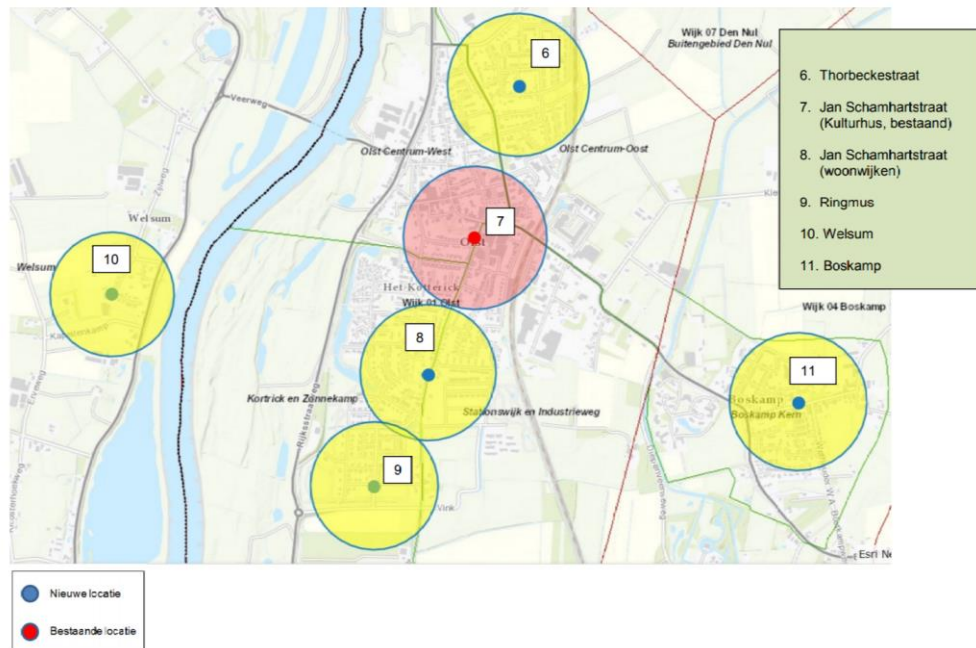 Wijk 07 Den Nul
Buitengebied Den Nul
6
Veerweg
Olst Centrum-West
Olst Centrum-Oost
Zijlweg
Welsum
7
Olst
10
Welsum
Het Kotterick
Wijk 01 Olst
Wijk 04 Boskamp
8
11
Kortrick en Zonnekamp
Rijksstraatweg
Stationswijk en Industrieweg
Boskamp
Boskamp Kern
9
Vink
Esri Ne
6. Thorbeckestraat
7. Jan Schamhartstraat
(Kulturhus, bestaand)
8. Jan Schamhartstraat
(woonwijken)
9. Ringmus
10. Welsum
11. Boskamp
Nieuwe locatie
Bestaande locatie